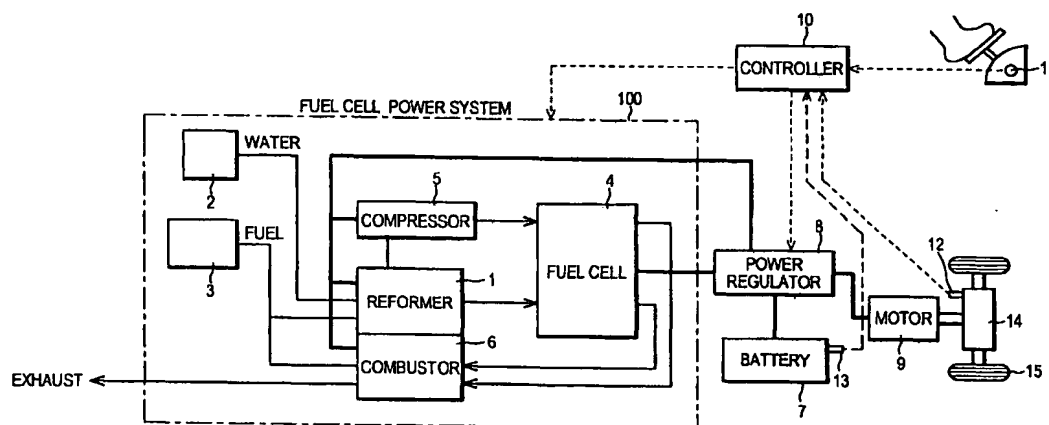 10
CONTROLLER
1
FUEL CELL POWER SYSTEM
100
WATER
2
5
COMPRESSOR
4
FUEL
3
FUEL CELL
8
POWER
REGULATOR
12
1
REFORMER
MOTOR
14
9
6
COMBUSTOR
BATTERY
13
7
EXHAUST
15